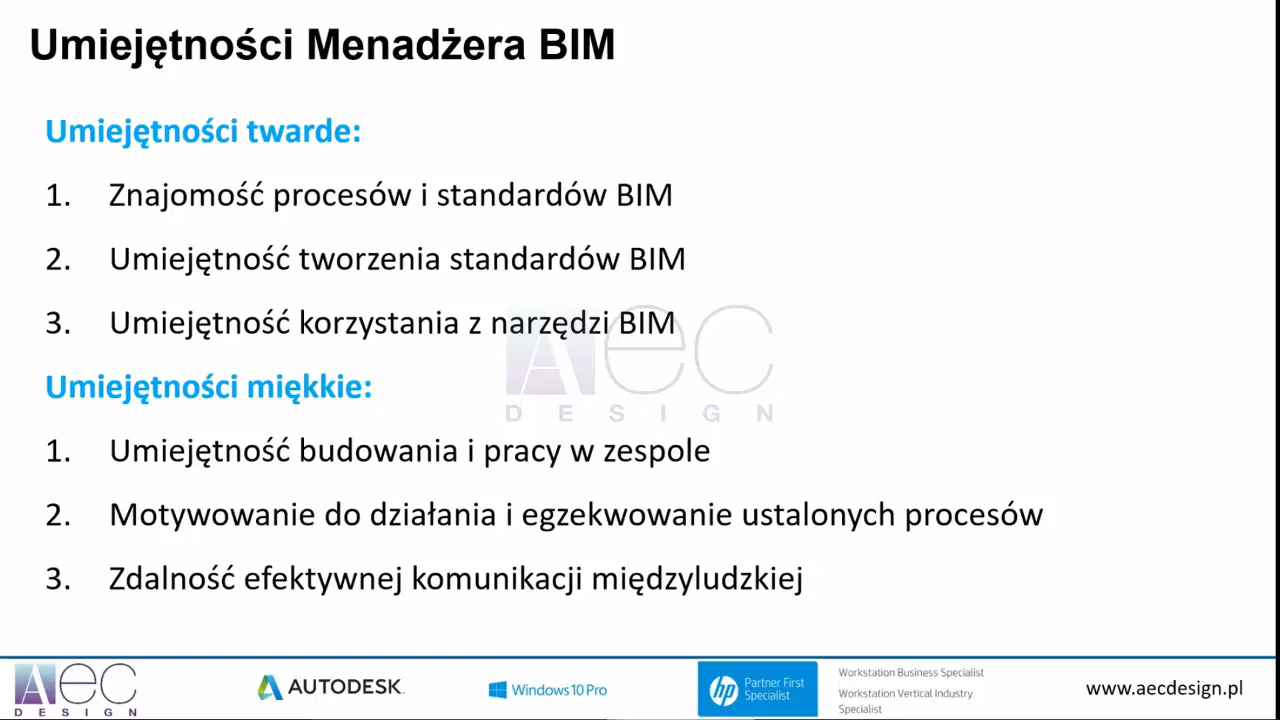 Umiejętności Menadżera BIM
Umiejętności twarde:
1. Znajomość procesów i standardów BIM
2. Umiejętność tworzenia standardów BIM
3. Umiejętność korzystania z narzędzi BIM
AeC
DESIGN
Umiejętności miękkie:
1. Umiejętność budowania i pracy w zespole
2. Motywowanie do działania i egzekwowanie ustalonych procesów
3. Zdalność efektywnej komunikacji międzyludzkiej
AeC
DESIGN
AUTODESK.
Windows 10 Pro
hp
Partner First
Specialist
Workstation Business Specialist
Workstation Vertical Industry
Specialist
www.aecdesign.pl